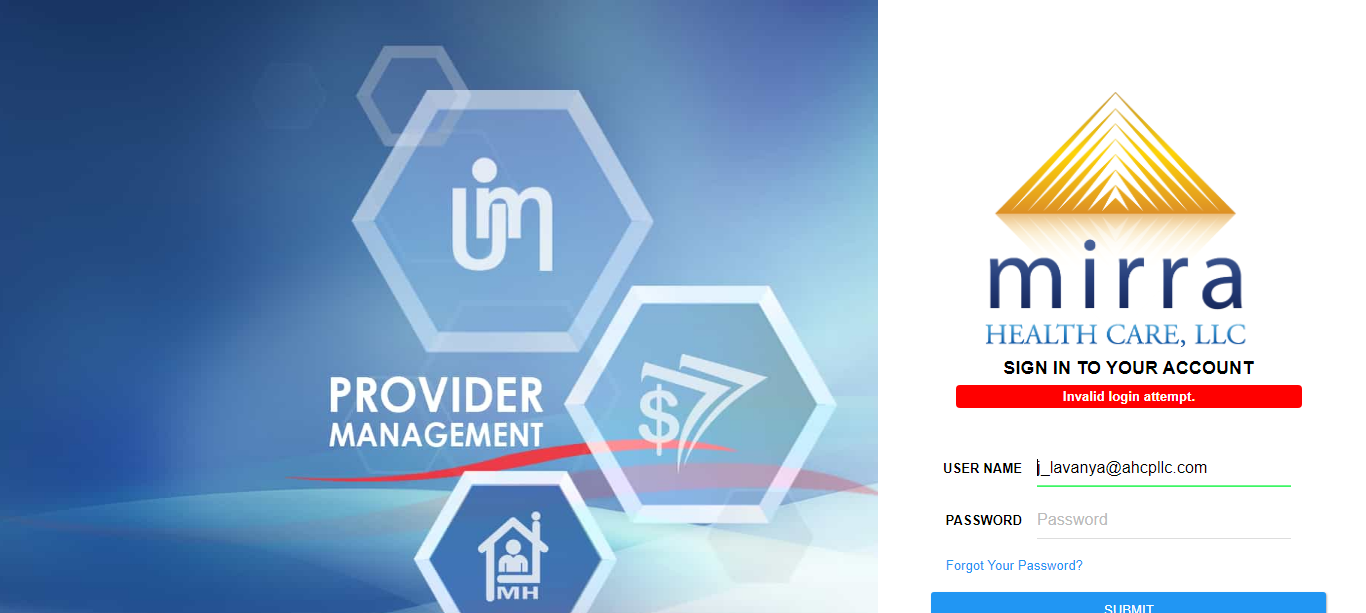 um
$
PROVIDER
MANAGEMENT
MH
mirra
HEALTH CARE, LLC
SIGN IN TO YOUR ACCOUNT
Invalid login attempt.
USER NAME j_lavanya@ahcpllc.com
PASSWORD Password
Forgot Your Password?
SUBMIT